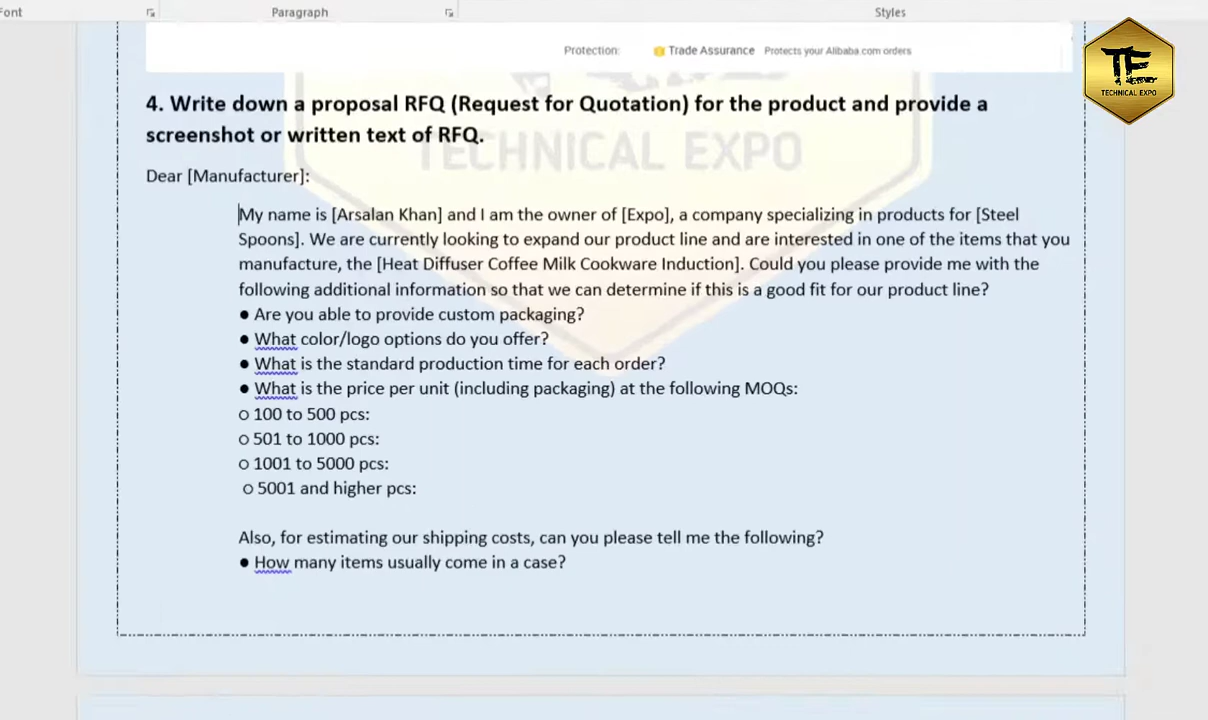 Font
Paragraph
Styles
Protection: Trade Assurance Protects your Alibaba.com orders
TF
TECHNICAL EXPO
4. Write down a proposal RFQ (Request for Quotation) for the product and provide a
screenshot or written text of RFQ.
TECHNICAL EXPO
Dear [Manufacturer]:
My name is [Arsalan Khan] and I am the owner of [Expo], a company specializing in products for [Steel
Spoons]. We are currently looking to expand our product line and are interested in one of the items that you
manufacture, the [Heat Diffuser Coffee Milk Cookware Induction]. Could you please provide me with the
following additional information so that we can determine if this is a good fit for our product line?
● Are you able to provide custom packaging?
● What color/logo options do you offer?
● What is the standard production time for each order?
● What is the price per unit (including packaging) at the following MOQs:
o 100 to 500 pcs:
o 501 to 1000 pcs:
o 1001 to 5000 pcs:
o 5001 and higher pcs:
Also, for estimating our shipping costs, can you please tell me the following?
● How many items usually come in a case?